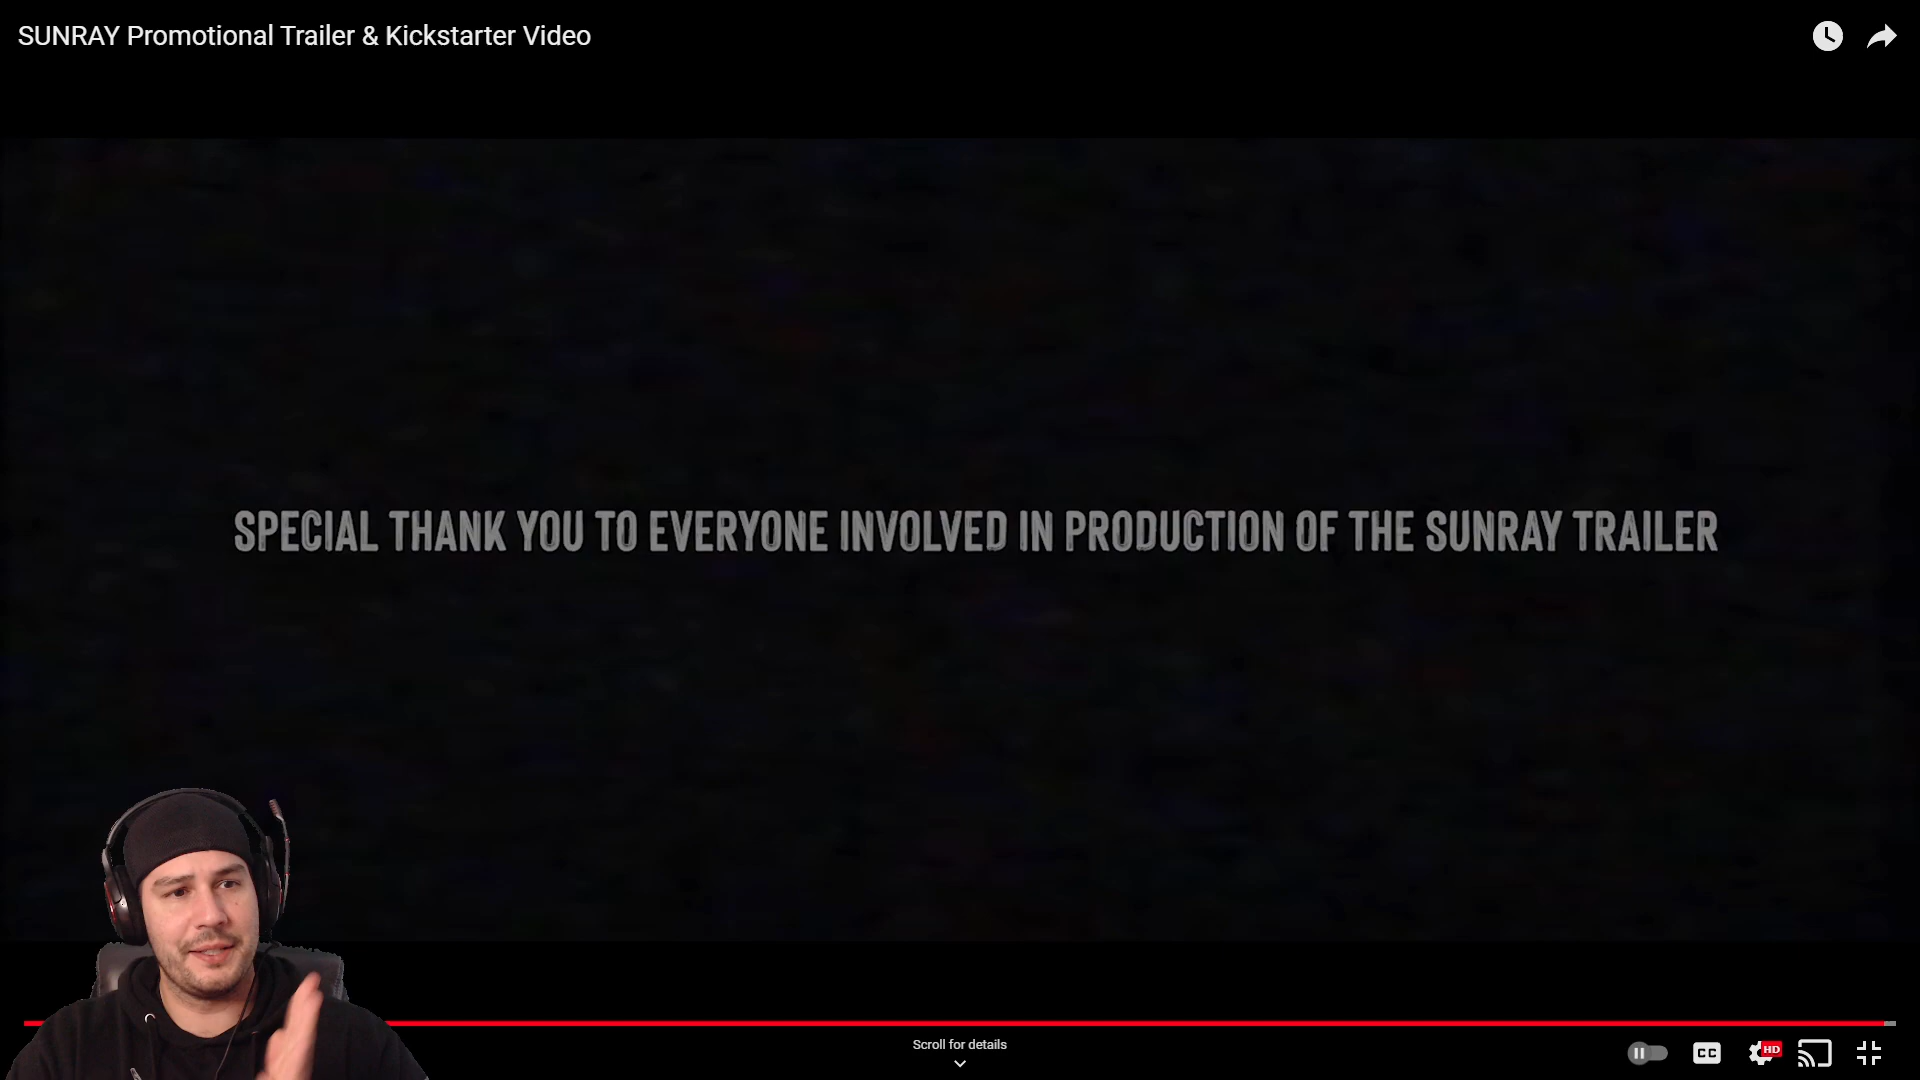 SUNRAY Promotional Trailer & Kickstarter Video
SPECIAL THANK YOU TO EVERYONE INVOLVED IN PRODUCTION OF THE SUNRAY TRAILER
Scroll for details
CC
HD